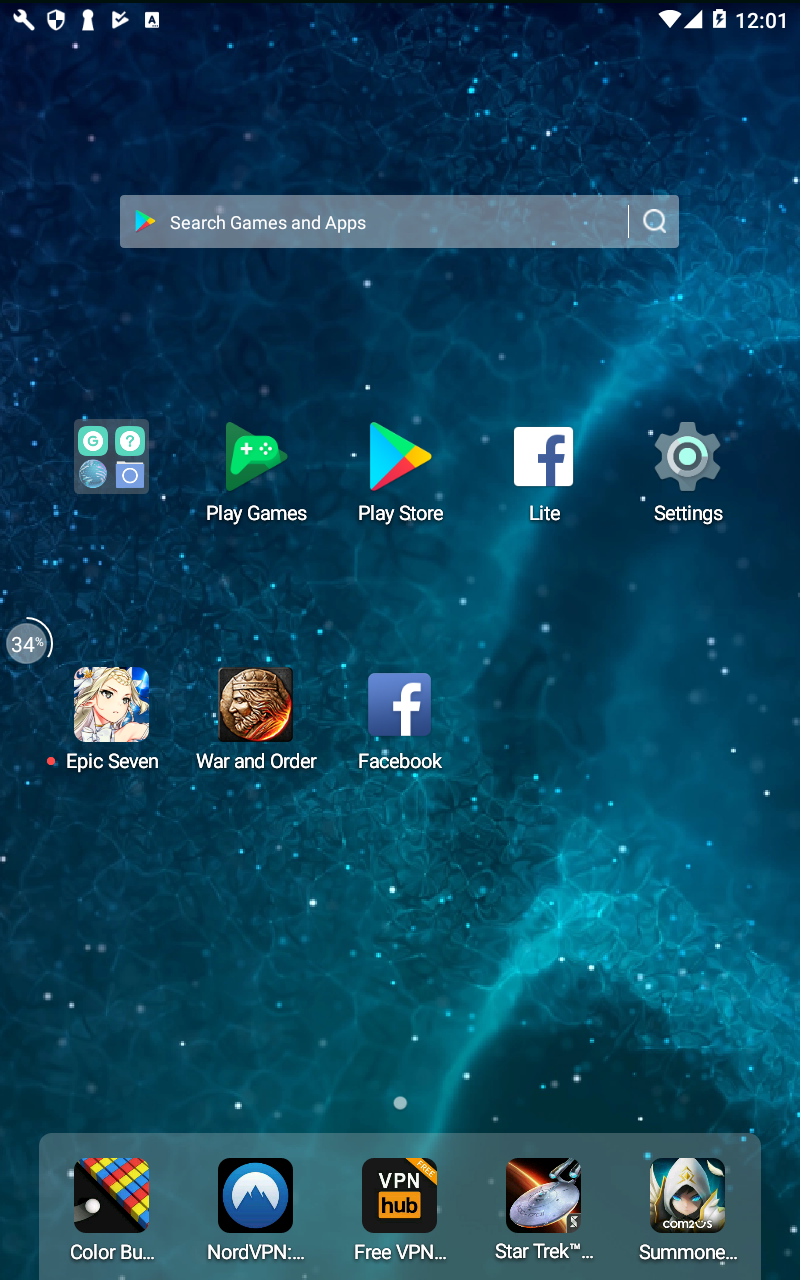 12:01
Search Games and Apps
Play Games
Play Store
Lite
Settings
34%
Epic Seven
War and Order
Facebook
FREE
VPN
hub
com2us
Color Bu...
NordVPN:...
Free VPN...
Star Trek™...
Summone...